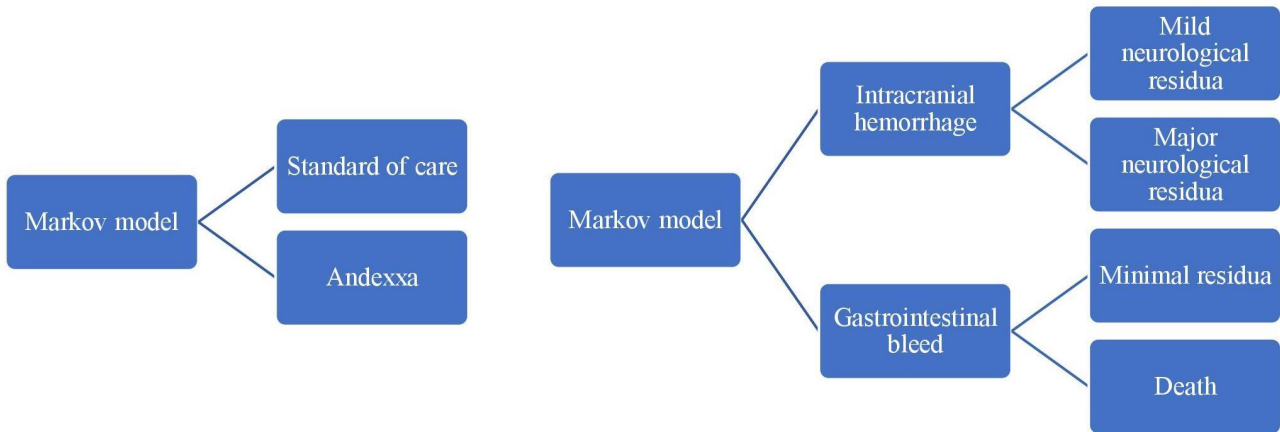 Markov model
Standard of care
Andexxa
Markov model
Intracranial
hemorrhage
Mild
neurological
residua
Major
neurological
residua
Gastrointestinal
bleed
Minimal residua
Death